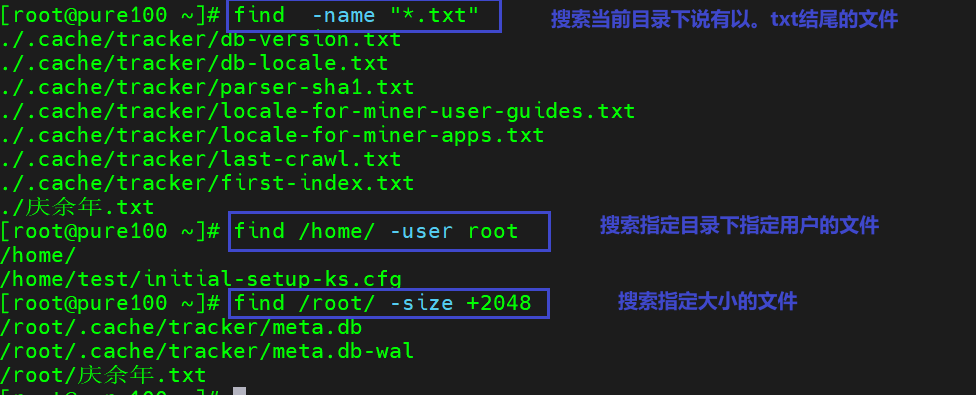 [root@pure100 ~]# find  -name "*.txt" 搜索当前目录下说有以。txt结尾的文件
./.cache/tracker/db-version.txt
./.cache/tracker/db-locale.txt
./.cache/tracker/parser-sha1.txt
./.cache/tracker/locale-for-miner-user-guides.txt
./.cache/tracker/locale-for-miner-apps.txt
./.cache/tracker/last-crawl.txt
./.cache/tracker/first-index.txt
./庆余年.txt
[root@pure100 ~]# find /home/ -user root 搜索指定目录下指定用户的文件
/home/
/home/test/initial-setup-ks.cfg
[root@pure100 ~]# find /root/ -size +2048 搜索指定大小的文件
/root/.cache/tracker/meta.db
/root/.cache/tracker/meta.db-wal
/root/庆余年.txt
[root@pure100 ~]#